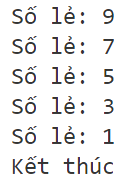 Số lẻ: 9
Số lẻ: 7
Số lẻ: 5
Số lẻ: 3
Số lẻ: 1
Kết thúc